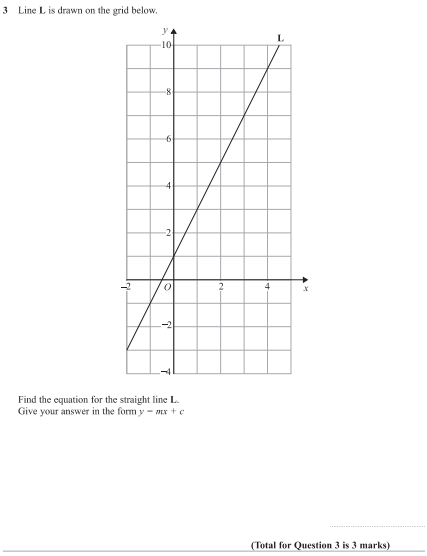 3 Line L is drawn on the grid below.
y
L
10
8
6
4
2
–2 O 2 4 x
–2
–4
Find the equation for the straight line L.
Give your answer in the form y = mx + c
(Total for Question 3 is 3 marks)